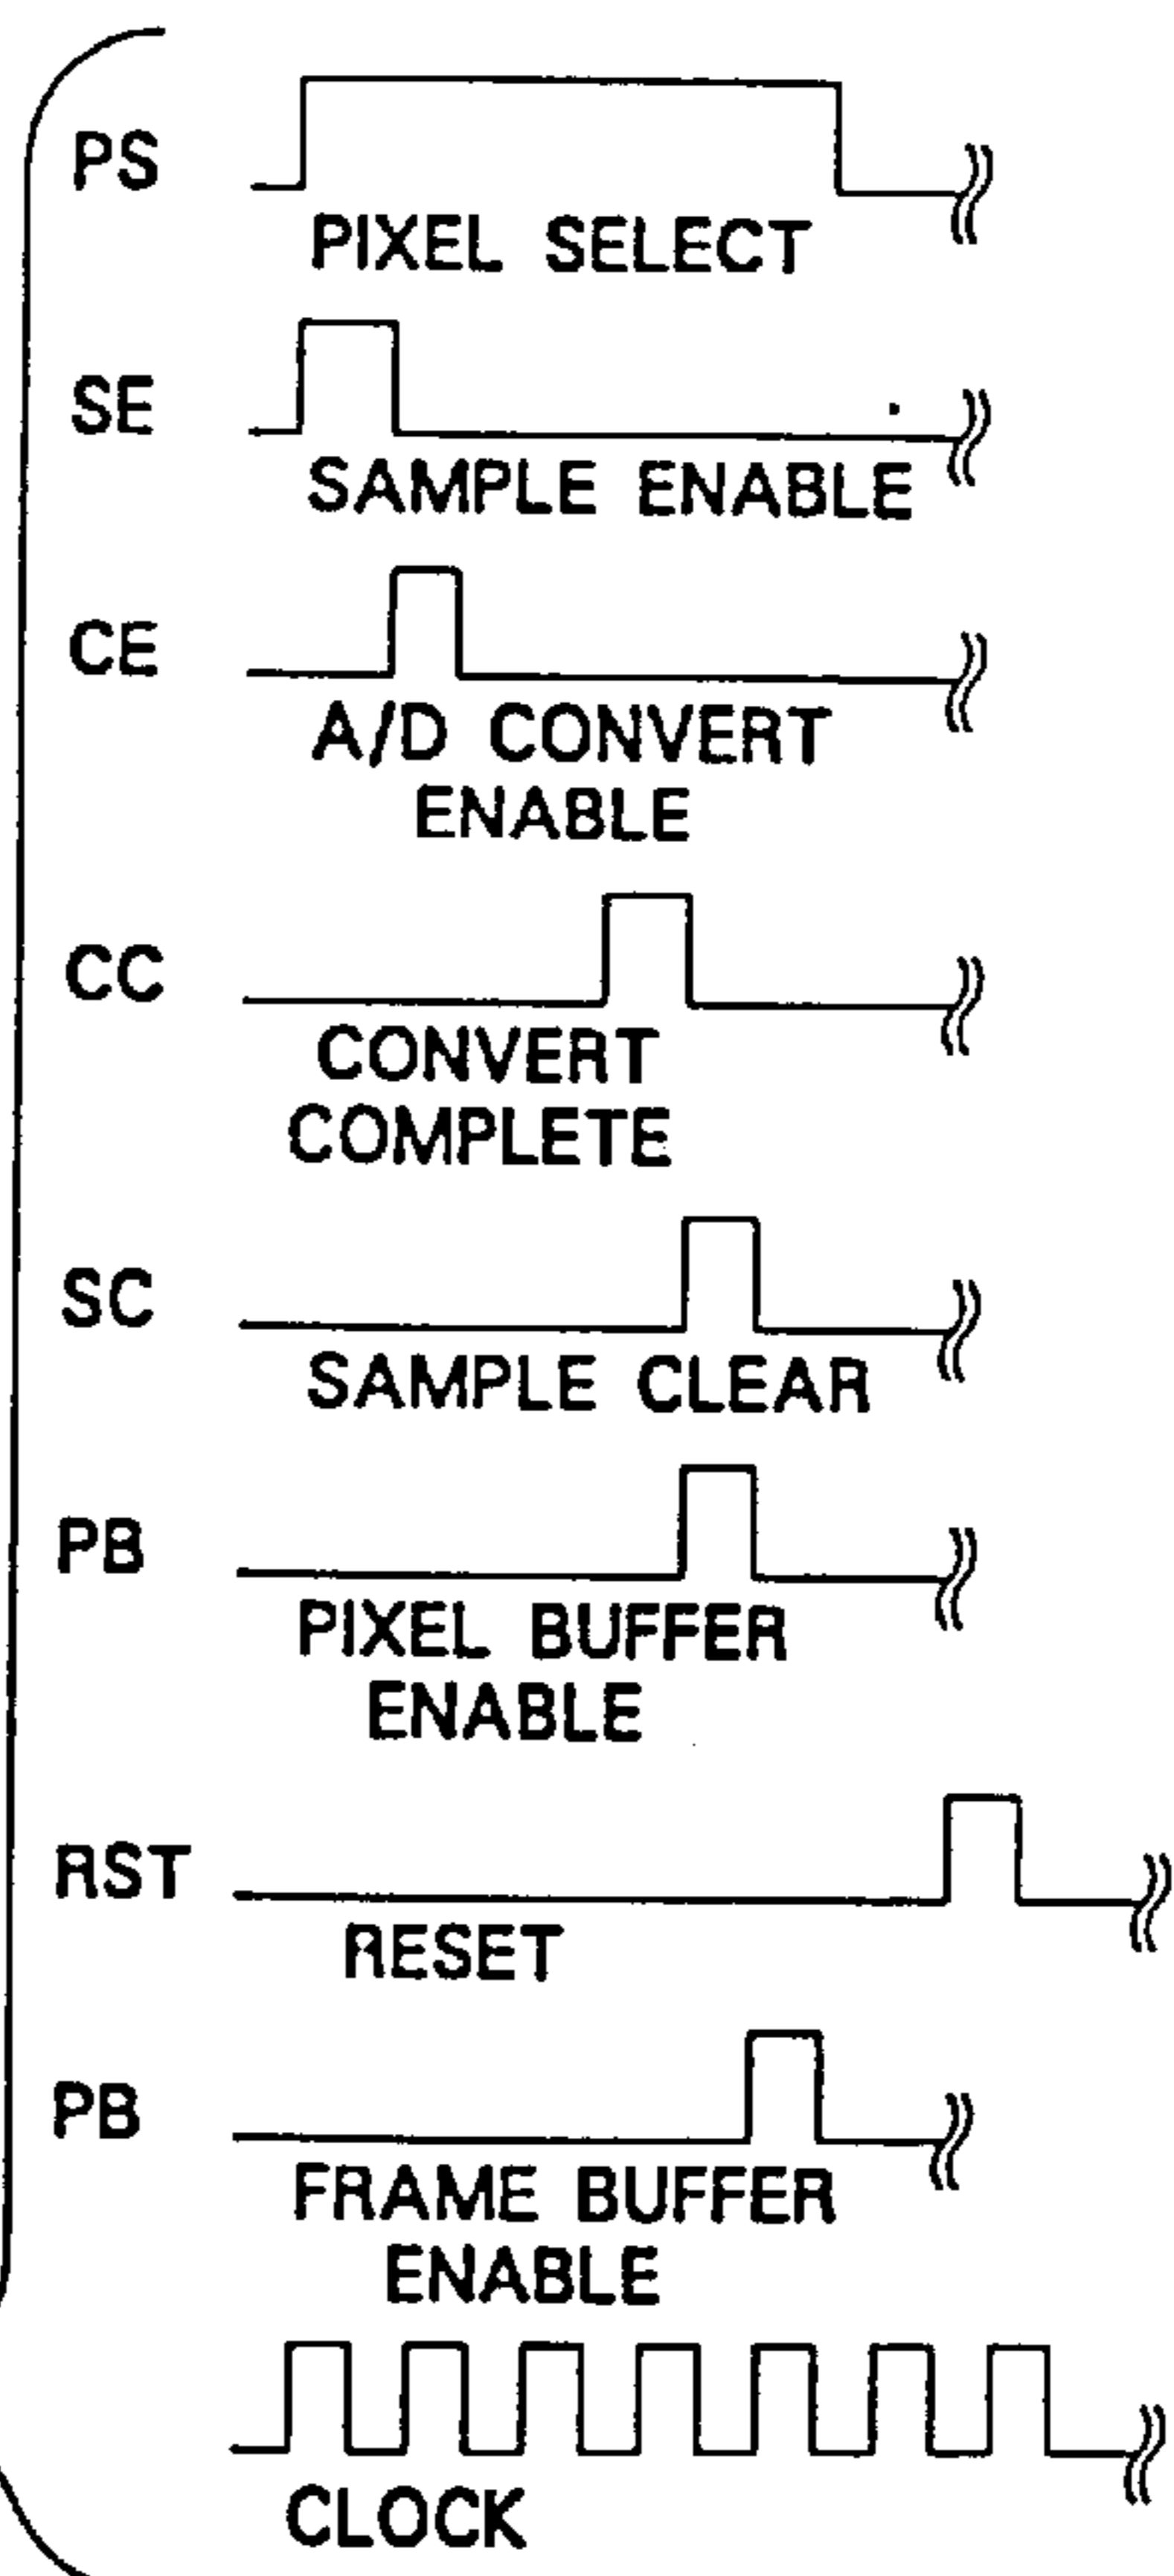 PS
PIXEL SELECT
SE
SAMPLE ENABLE
CE
A/D CONVERT
ENABLE
CC
CONVERT
COMPLETE
SC
SAMPLE CLEAR
PB
PIXEL BUFFER
ENABLE
RST
RESET
PB
FRAME BUFFER
ENABLE
CLOCK